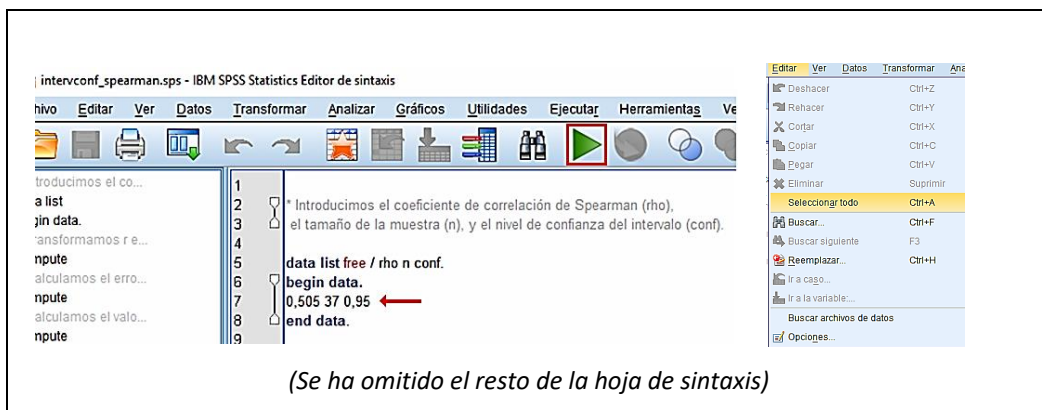 intervconf_spearman.sps - IBM SPSS Statistics Editor de sintaxis
hivo Editar Ver Datos Transformar Analizar Gráficos Utilidades Ejecutar Herramientas Ve
troducimos el co...
a list
gin data.
ransformamos r e...
mpute
alculamos el erro...
mpute
alculamos el valo...
mpute
1
2 * Introducimos el coeficiente de correlación de Spearman (rho),
3 el tamaño de la muestra (n), y el nivel de confianza del intervalo (conf).
4
5 data list free / rho n conf.
6 begin data.
7 0,505 37 0,95
8 end data.
9
Editar Ver Datos Transformar Ana
Deshacer Ctrl+Z
Rehacer Ctrl+Y
Cortar Ctrl+X
Copiar Ctrl+C
Pegar Ctrl+V
Eliminar Suprimir
Seleccionar todo Ctrl+A
Buscar... Ctrl+F
Buscar siguiente F3
Reemplazar... Ctrl+H
Ir a caso...
Ir a la variable:...
Buscar archivos de datos
Opciones...
(Se ha omitido el resto de la hoja de sintaxis)